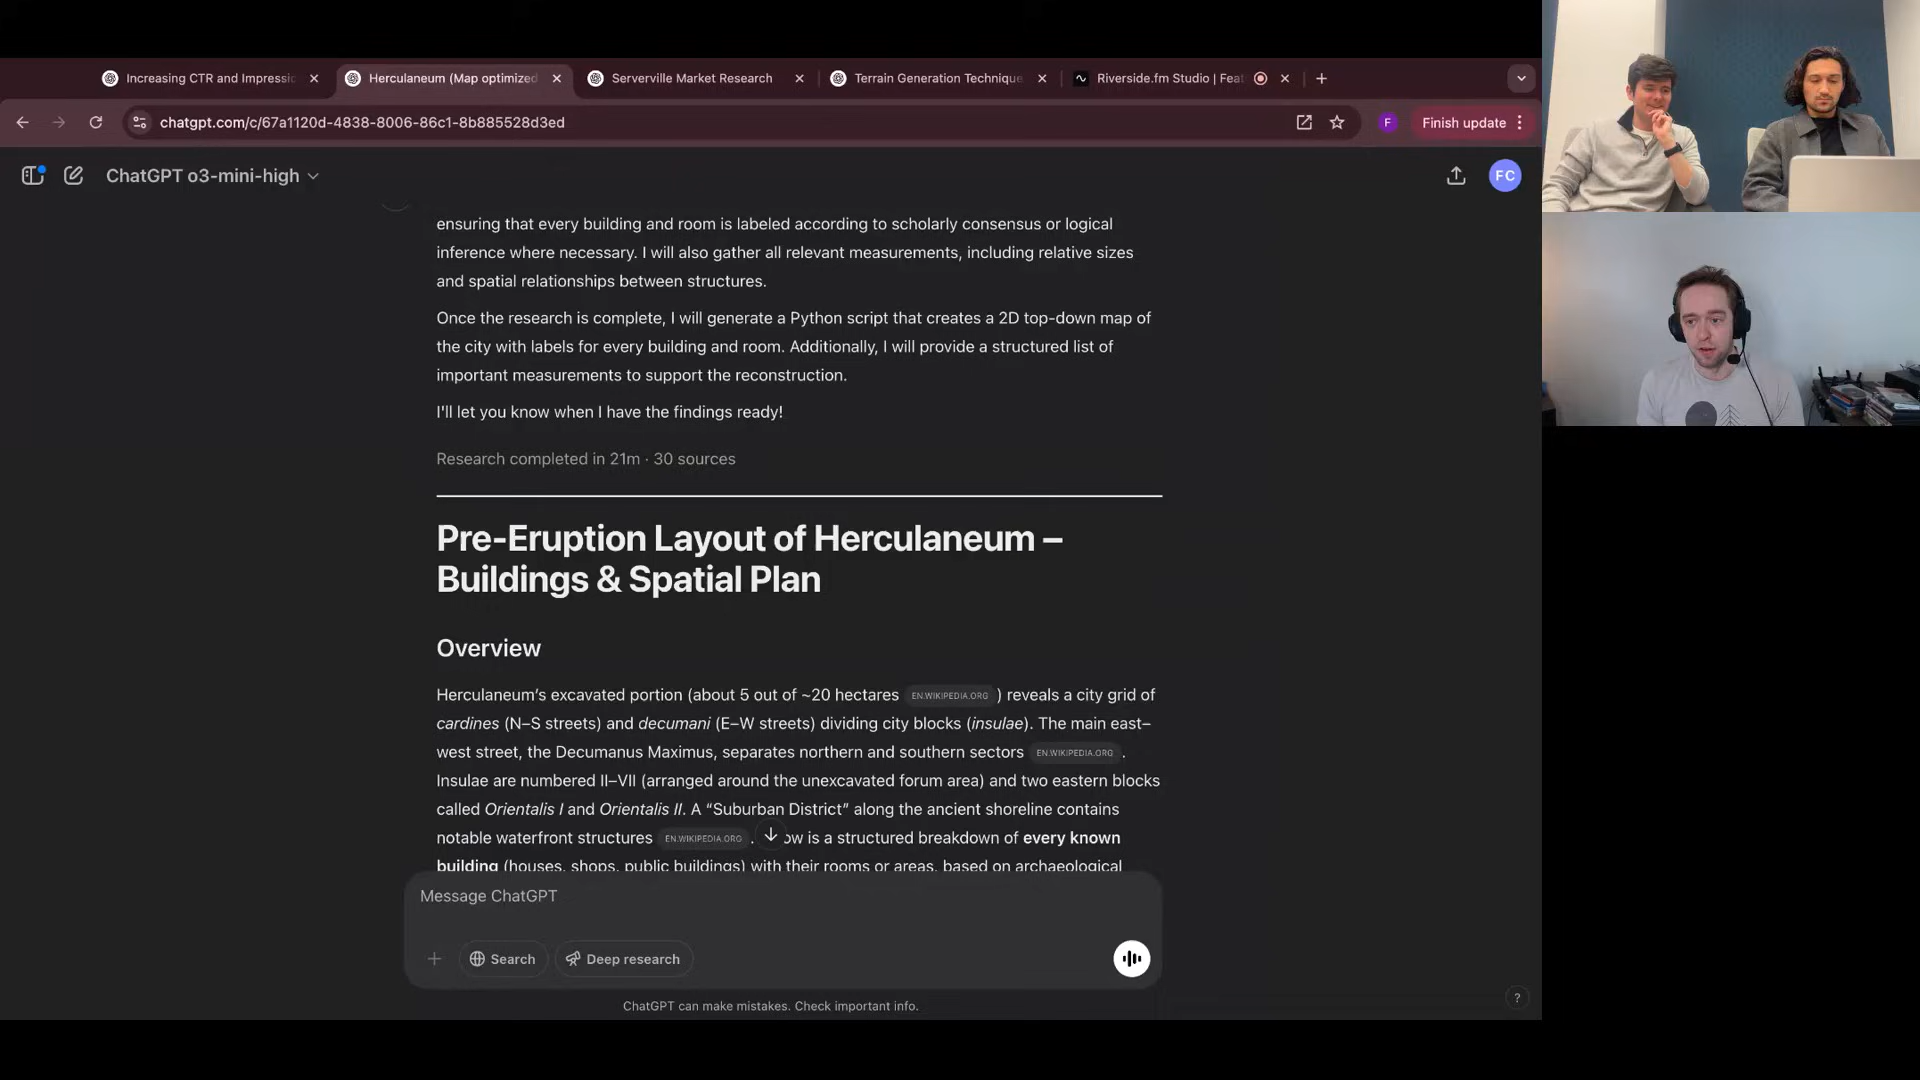 Increasing CTR and Impressi
Herculaneum (Map optimized
Serverville Market Research
Terrain Generation Technique
Riverside.fm Studio | Feat
chatgpt.com/c/67a1120d-4838-8006-86c1-8b885528d3ed
F
Finish update
ChatGPT o3-mini-high
FC
ensuring that every building and room is labeled according to scholarly consensus or logical
inference where necessary. I will also gather all relevant measurements, including relative sizes
and spatial relationships between structures.
Once the research is complete, I will generate a Python script that creates a 2D top-down map of
the city with labels for every building and room. Additionally, I will provide a structured list of
important measurements to support the reconstruction.
I'll let you know when I have the findings ready!
Research completed in 21m · 30 sources
Pre-Eruption Layout of Herculaneum –
Buildings & Spatial Plan
Overview
Herculaneum’s excavated portion (about 5 out of ~20 hectares EN.WIKIPEDIA.ORG ) reveals a city grid of
cardines (N–S streets) and decumani (E–W streets) dividing city blocks (insulae). The main east–
west street, the Decumanus Maximus, separates northern and southern sectors EN.WIKIPEDIA.ORG .
Insulae are numbered II–VII (arranged around the unexcavated forum area) and two eastern blocks
called Orientalis I and Orientalis II. A “Suburban District” along the ancient shoreline contains
notable waterfront structures EN.WIKIPEDIA.ORG . ow is a structured breakdown of every known
building (houses, shops, public buildings) with their rooms or areas, based on archaeological
Message ChatGPT
Search
Deep research
ChatGPT can make mistakes. Check important info.
?